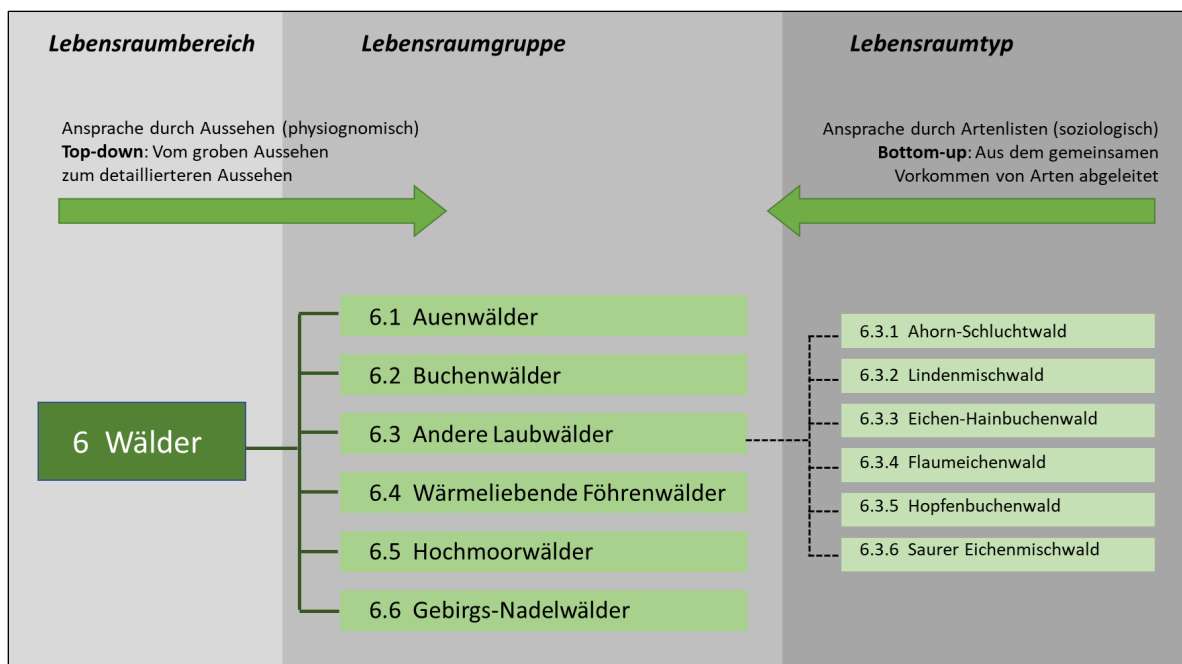 Lebensraumbereich
Lebensraumgruppe
Lebensraumtyp
Ansprache durch Aussehen (physiognomisch)
Top-down: Vom groben Aussehen
zum detaillierteren Aussehen
Ansprache durch Artenlisten (soziologisch)
Bottom-up: Aus dem gemeinsamen
Vorkommen von Arten abgeleitet
6 Wälder
6.1 Auenwälder
6.2 Buchenwälder
6.3 Andere Laubwälder
6.4 Wärmeliebende Föhrenwälder
6.5 Hochmoorwälder
6.6 Gebirgs-Nadelwälder
6.3.1 Ahorn-Schluchtwald
6.3.2 Lindenmischwald
6.3.3 Eichen-Hainbuchenwald
6.3.4 Flaumeichenwald
6.3.5 Hopfenbuchenwald
6.3.6 Saurer Eichenmischwald